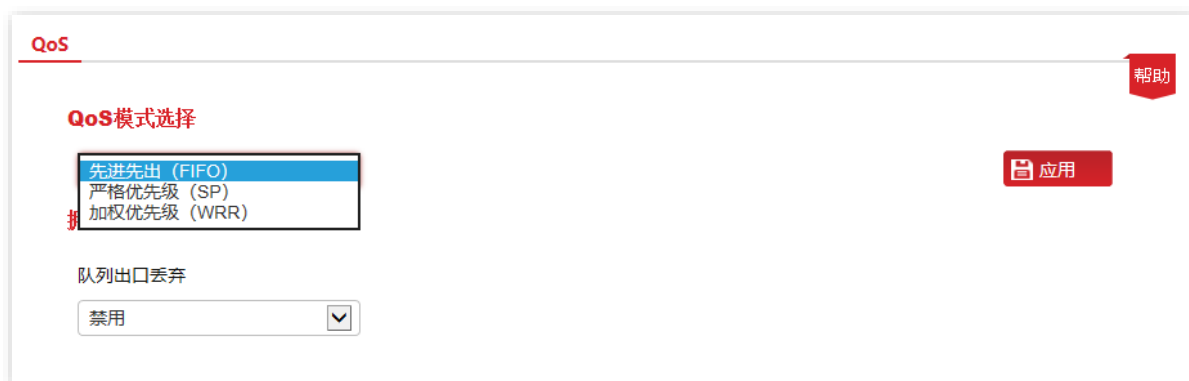 QoS
帮助
QoS模式选择
先进先出（FIFO）
严格优先级（SP）
加权优先级（WRR）
应用
队列出口丢弃
禁用